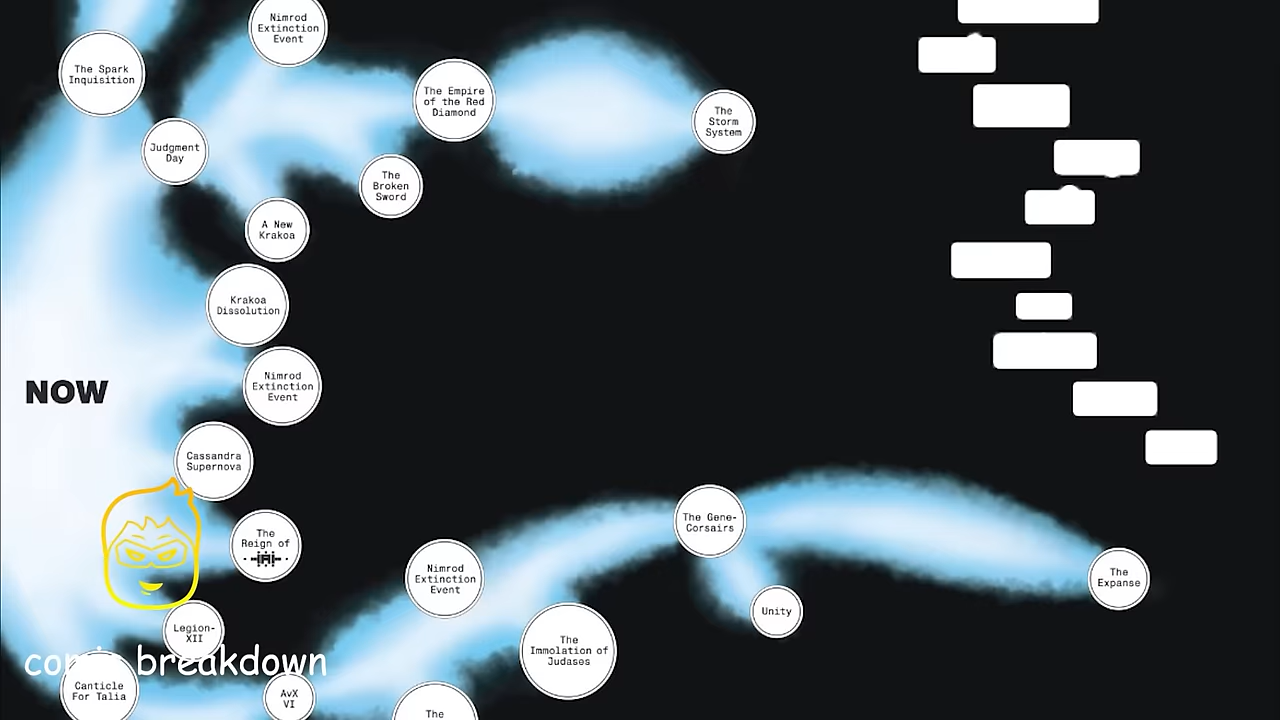 Nimrod
Extinction
Event
The Spark
Inquisition
The Empire
of the Red
Diamond
The
Storm
System
Judgment
Day
The
Broken
Sword
A New
Krakoa
Krakoa
Dissolution
Nimrod
Extinction
Event
NOW
Cassandra
Supernova
The
Reign of
The Gene-
Corsairs
Nimrod
Extinction
Event
The
Expanse
Unity
Legion-
XII
The
Immolation of
Judases
comic breakdown
Canticle
For Talia
AvX
VI
The